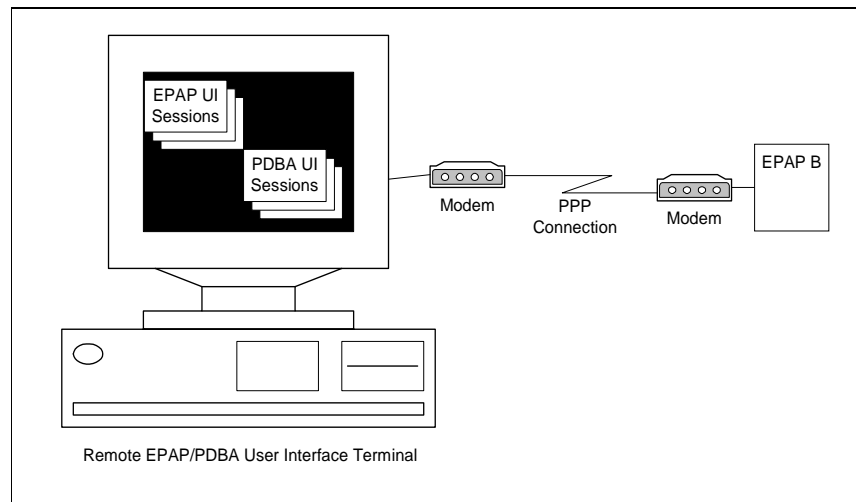 EPAP UI
Sessions
PDBA UI
Sessions
EPAP B
Modem
PPP
Connection
Modem
Remote EPAP/PDBA User Interface Terminal